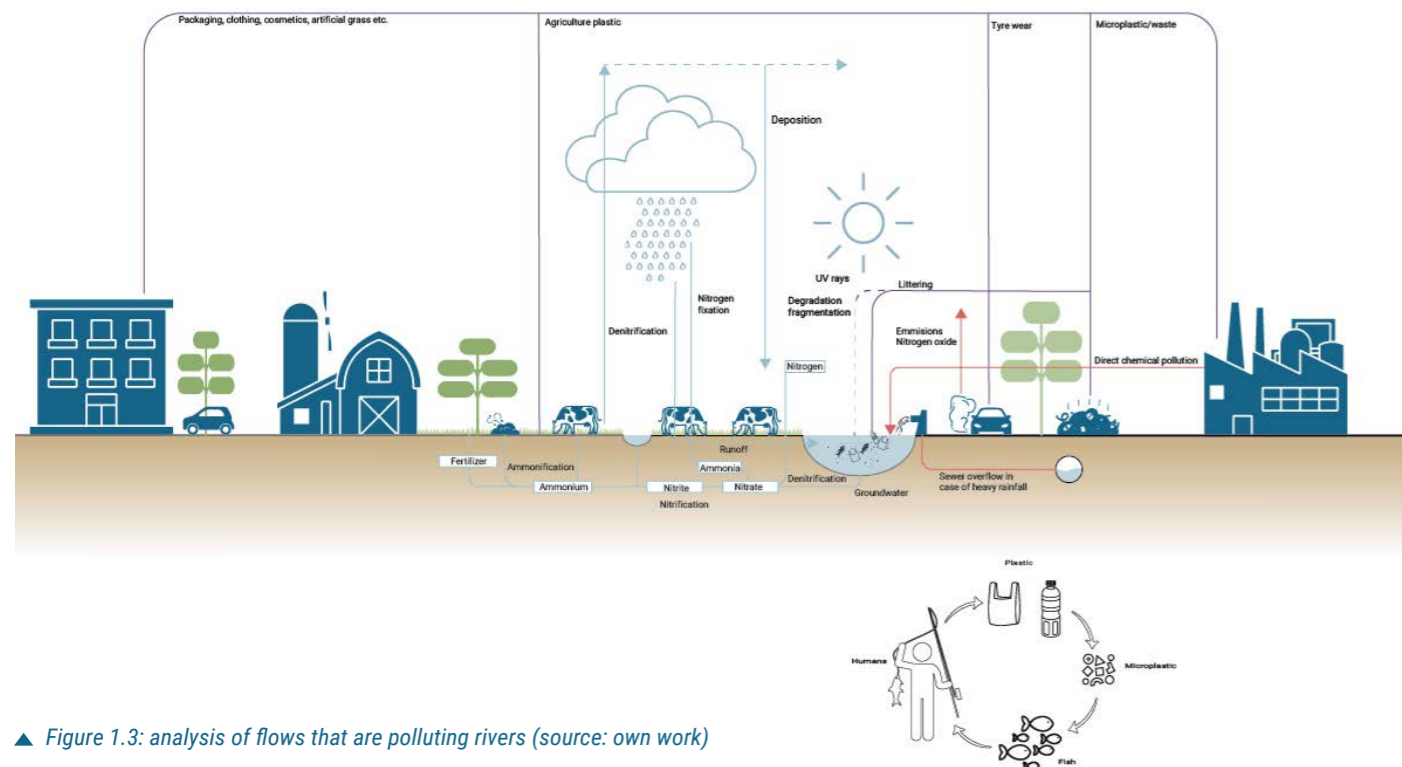 Packaging, clothing, cosmetics, artificial grass etc.
Agriculture plastic
Tyre wear
Microplastic/waste
Deposition
UV rays
Littering
Nitrogen
fixation
Degradation
fragmentation
Denitrification
Emmisions
Nitrogen oxide
Direct chemical pollution
Nitrogen
Runoff
Fertilizer
Ammonification
Ammonia
Denitrification
Sewer overflow in
case of heavy rainfall
Ammonium
Nitrite
Nitrate
Groundwater
Nitrification
Plastic
Humans
Microplastic
Fish
Figure 1.3: analysis of flows that are polluting rivers (source: own work)